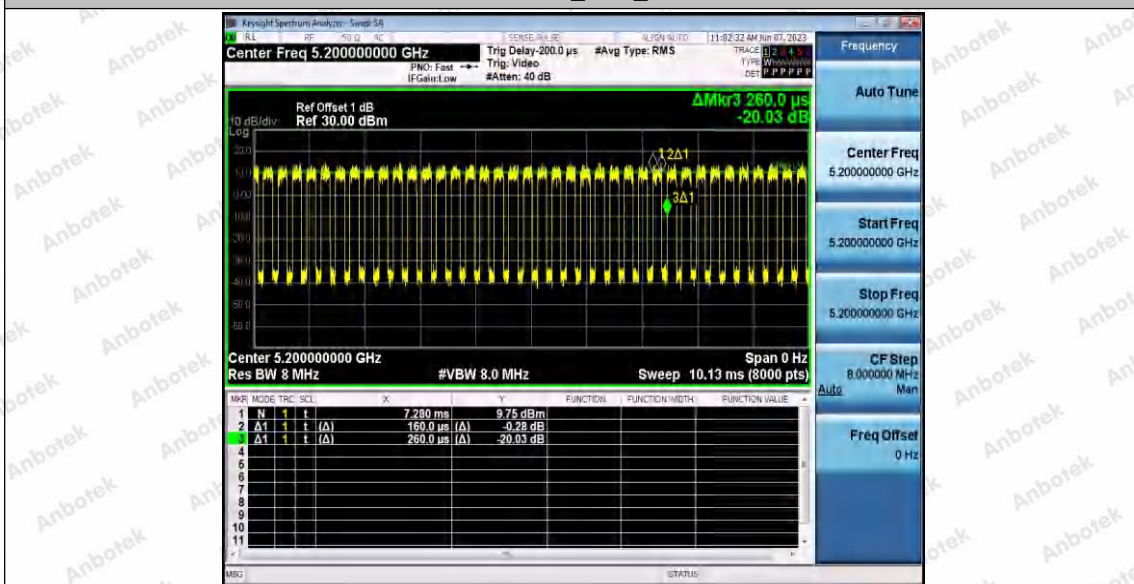 Keysight Spectrum Analyzer - Swept SA
RL RF 50 Ω AC SENSE:PULSE ALIGN AUTO 11:02:32 AM Jun 07, 2023
Center Freq 5.200000000 GHz
PNO: Fast
IFGain:Low
Trig Delay-200.0 µs
Trig: Video
#Atten: 40 dB
#Avg Type: RMS
TRACE 1 2 3 4 5 6
TYPE
DET P P P P P P
Frequency
Auto Tune
Center Freq
5.200000000 GHz
Start Freq
5.200000000 GHz
Stop Freq
5.200000000 GHz
CF Step
8.000000 MHz
Auto Man
Freq Offset
0 Hz
ΔMkr3 260.0 µs
-20.03 dB
Ref Offset 1 dB
10 dB/div Ref 30.00 dBm
Log
1 2Δ1
3Δ1
Center 5.200000000 GHz Span 0 Hz
Res BW 8 MHz #VBW 8.0 MHz Sweep 10.13 ms (8000 pts)
MKR MODE TRC SCL X Y FUNCTION FUNCTION WIDTH FUNCTION VALUE
1 N 1 t 7.280 ms 9.75 dBm
2 Δ1 1 t (Δ) 160.0 µs (Δ) -0.28 dB
3 Δ1 1 t (Δ) 260.0 µs (Δ) -20.03 dB
4
5
6
7
8
9
10
11
MSG STATUS
Anbotek